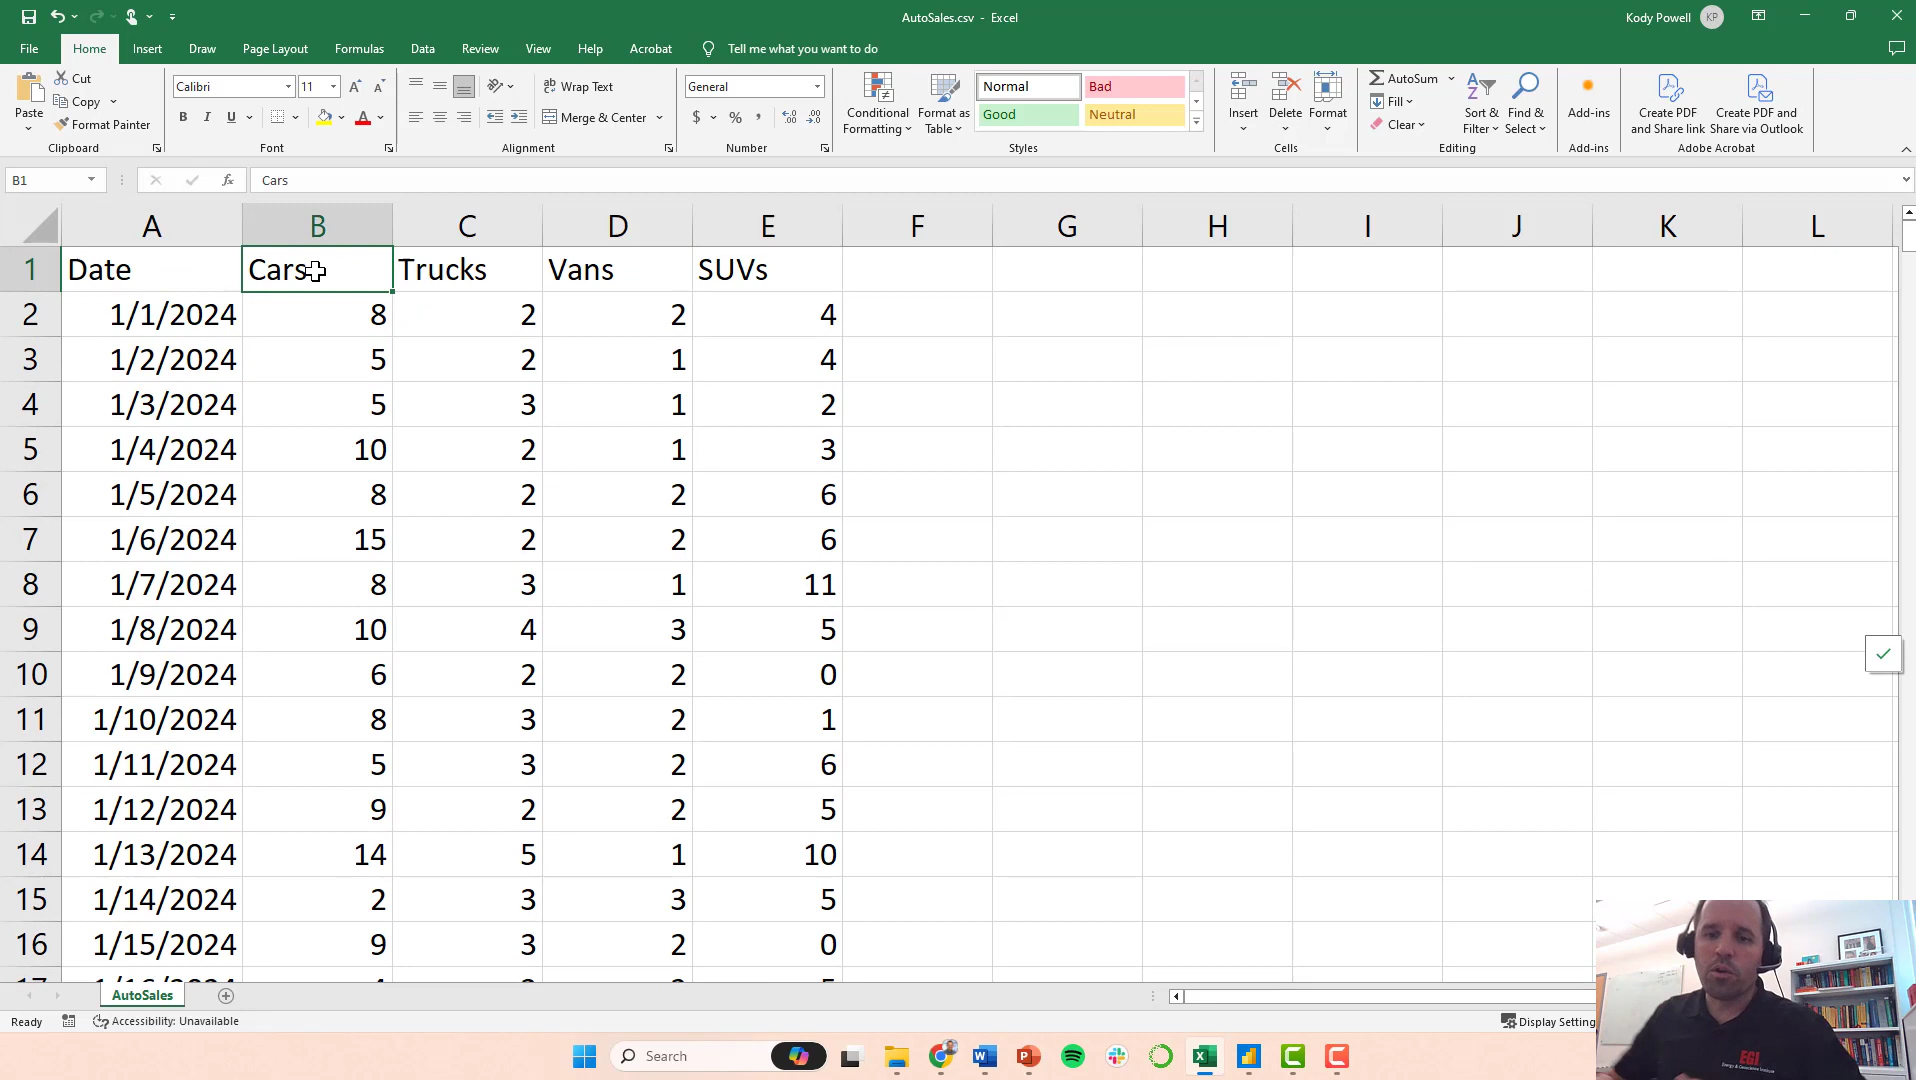 AutoSales.csv - Excel
Kody Powell KP
File Home Insert Draw Page Layout Formulas Data Review View Help Acrobat Tell me what you want to do
Paste
Cut
Copy
Format Painter
Clipboard
Calibri 11
B I U
Font
Wrap Text
Merge & Center
Alignment
General
$ % ,
Number
Conditional Formatting
Format as Table
Normal Bad
Good Neutral
Styles
Insert Delete Format
Cells
AutoSum
Fill
Clear
Sort & Filter
Find & Select
Editing
Add-ins
Add-ins
Create PDF and Share link
Create PDF and Share via Outlook
Adobe Acrobat
B1 fx Cars
A B C D E F G H I J K L
1 Date Cars Trucks Vans SUVs
2 1/1/2024 8 2 2 4
3 1/2/2024 5 2 1 4
4 1/3/2024 5 3 1 2
5 1/4/2024 10 2 1 3
6 1/5/2024 8 2 2 6
7 1/6/2024 15 2 2 6
8 1/7/2024 8 3 1 11
9 1/8/2024 10 4 3 5
10 1/9/2024 6 2 2 0
11 1/10/2024 8 3 2 1
12 1/11/2024 5 3 2 6
13 1/12/2024 9 2 2 5
14 1/13/2024 14 5 1 10
15 1/14/2024 2 3 3 5
16 1/15/2024 9 3 2 0
AutoSales
Ready Accessibility: Unavailable
Display Setting
Search
EGI